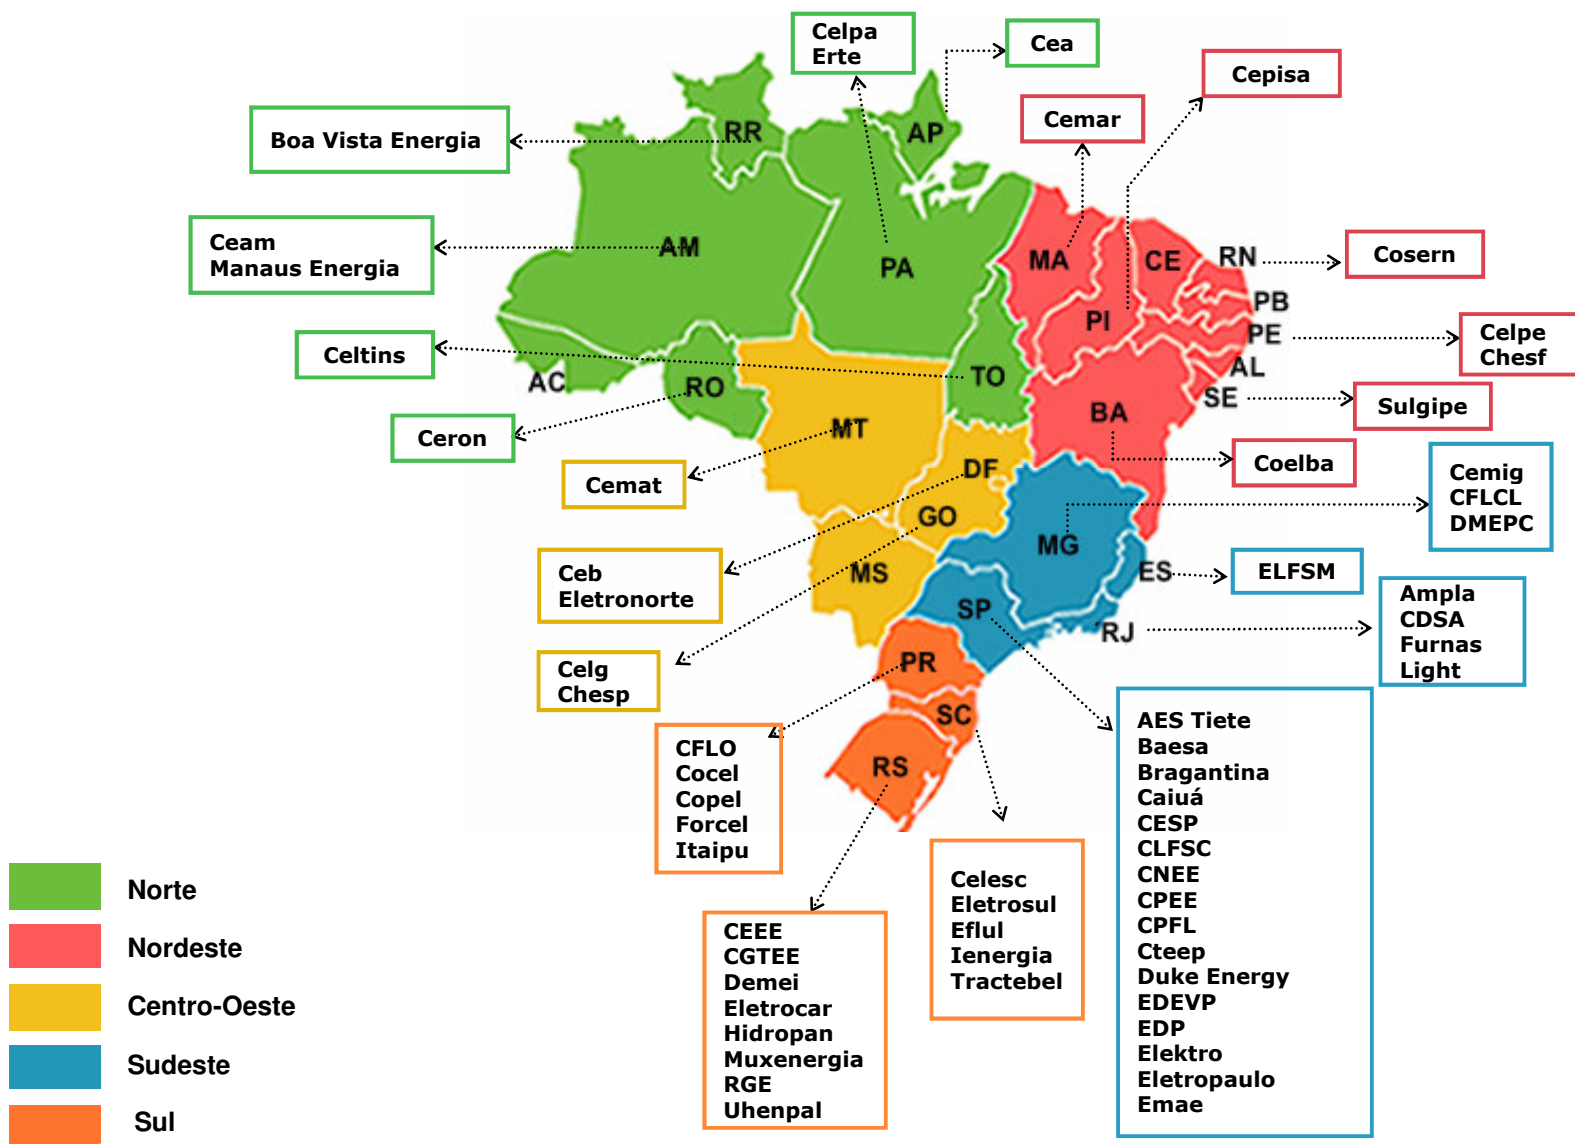 Celpa
Erte
Cea
Cepisa
Cemar
Boa Vista Energia
RR
AP
Ceam
Manaus Energia
AM
PA
MA
CE
RN
Cosern
PB
PI
PE
Celpe
Chesf
Celtins
AC
RO
TO
AL
SE
Sulgipe
BA
Ceron
MT
Coelba
Cemat
DF
GO
Cemig
CFLCL
DMEPC
MG
Ceb
Eletronorte
MS
ES
ELFSM
SP
RJ
Ampla
CDSA
Furnas
Light
Celg
Chesp
PR
SC
RS
CFLO
Cocel
Copel
Forcel
Itaipu
AES Tiete
Baesa
Bragantina
Caiuá
CESP
CLFSC
CNEE
CPEE
CPFL
Cteep
Duke Energy
EDEVP
EDP
Elektro
Eletropaulo
Emae
Celesc
Eletrosul
Eflul
Ienergia
Tractebel
CEEE
CGTEE
Demei
Eletrocar
Hidropan
Muxenergia
RGE
Uhenpal
Norte
Nordeste
Centro-Oeste
Sudeste
Sul